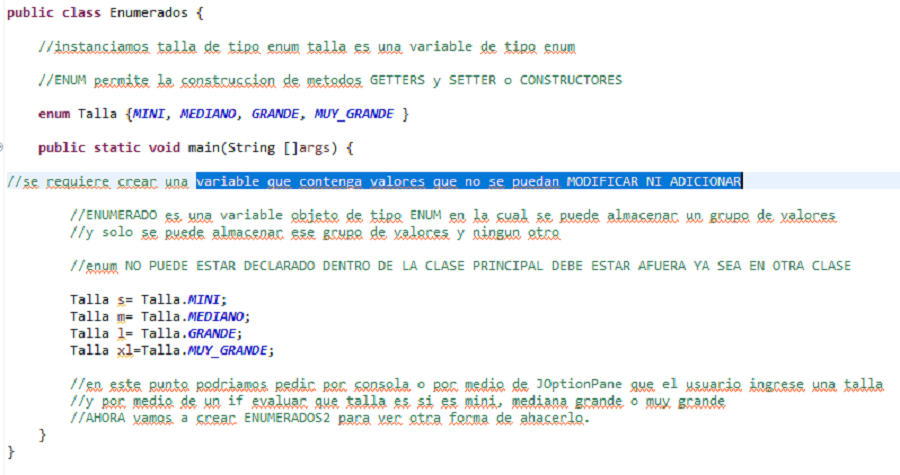 public class Enumerados {
//instanciamos talla de tipo enum talla es una variable de tipo enum
//ENUM permite la construccion de metodos GETTERS y SETTER o CONSTRUCTORES
enum Talla {MINI, MEDIANO, GRANDE, MUY_GRANDE }
public static void main(String []args) {
//se requiere crear una variable que contenga valores que no se puedan MODIFICAR NI ADICIONAR
//ENUMERADO es una variable objeto de tipo ENUM en la cual se puede almacenar un grupo de valores
//y solo se puede almacenar ese grupo de valores y ningun otro
//enum NO PUEDE ESTAR DECLARADO DENTRO DE LA CLASE PRINCIPAL DEBE ESTAR AFUERA YA SEA EN OTRA CLASE
Talla s= Talla.MINI;
Talla m= Talla.MEDIANO;
Talla l= Talla.GRANDE;
Talla xl=Talla.MUY_GRANDE;
//en este punto podriamos pedir por consola o por medio de JOptionPane que el usuario ingrese una talla
//y por medio de un if evaluar que talla es si es mini, mediana grande o muy grande
//AHORA vamos a crear ENUMERADOS2 para ver otra forma de ahacerlo.
}
}